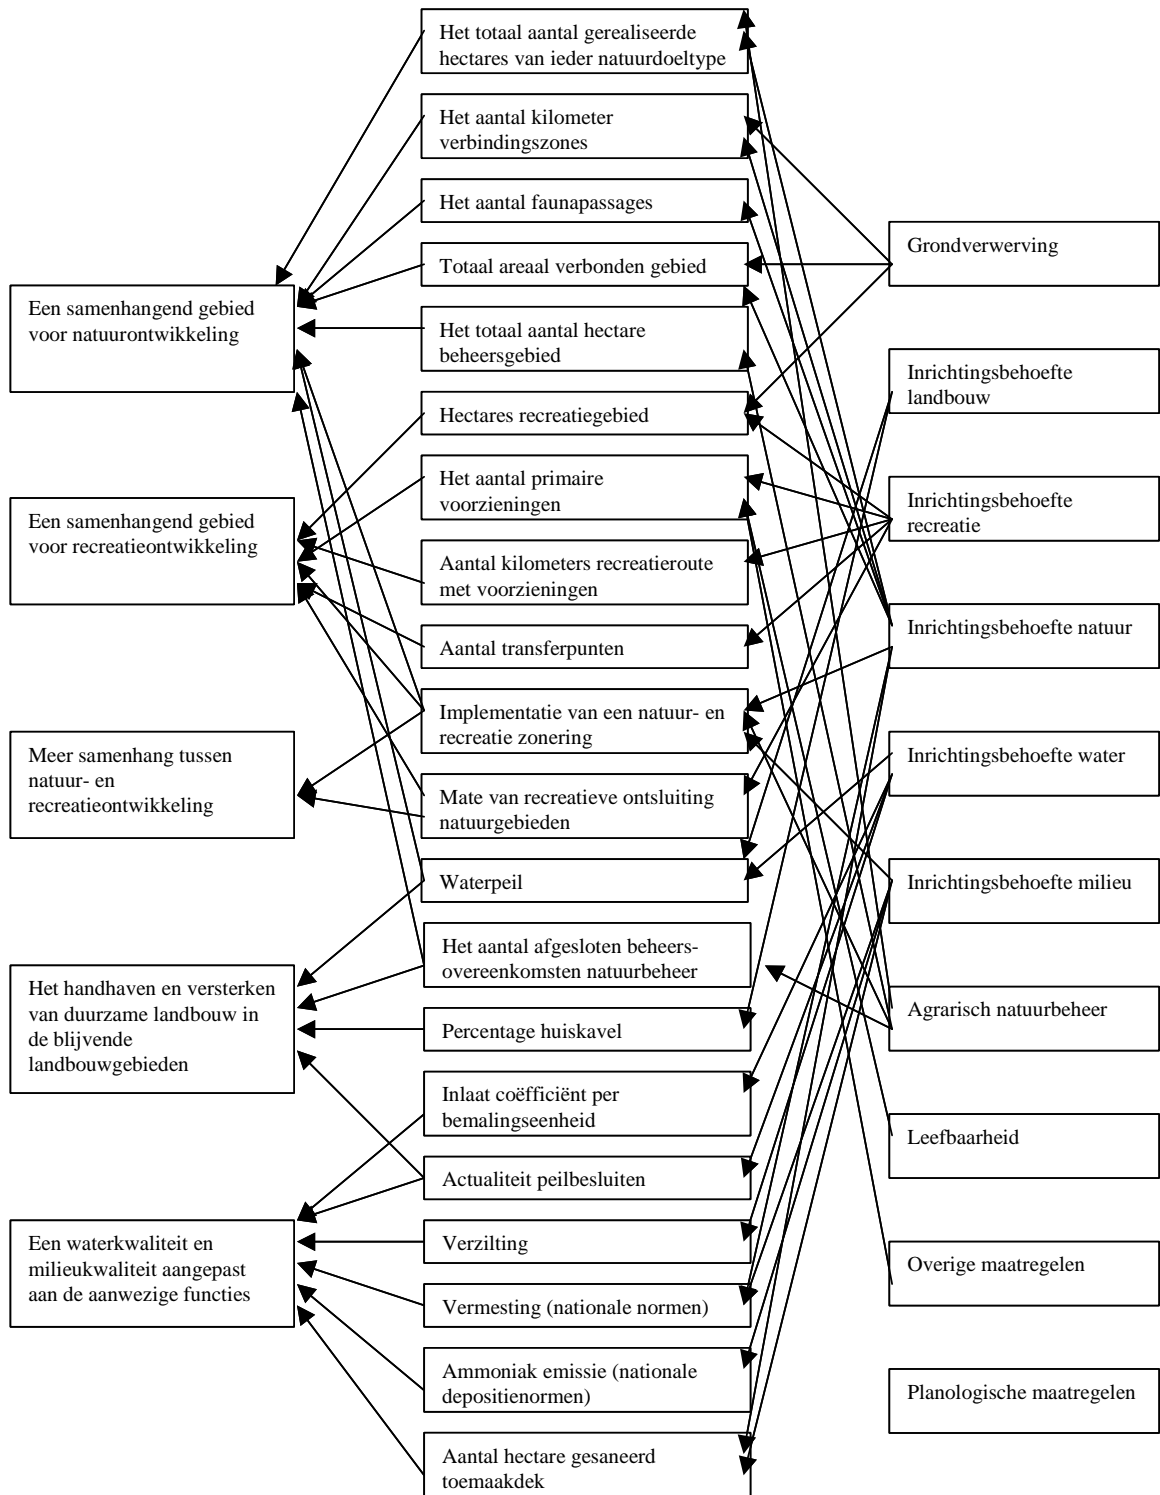 Een samenhangend gebied
voor natuurontwikkeling
Een samenhangend gebied
voor recreatieontwikkeling
Meer samenhang tussen
natuur- en
recreatieontwikkeling
Het handhaven en versterken
van duurzame landbouw in
de blijvende
landbouwgebieden
Een waterkwaliteit en
milieukwaliteit aangepast
aan de aanwezige functies
Het totaal aantal gerealiseerde
hectares van ieder natuurdoeltype
Het aantal kilometer
verbindingszones
Het aantal faunapassages
Totaal areaal verbonden gebied
Het totaal aantal hectare
beheersgebied
Hectares recreatiegebied
Het aantal primaire
voorzieningen
Aantal kilometers recreatieroute
met voorzieningen
Aantal transferpunten
Implementatie van een natuur- en
recreatie zonering
Mate van recreatieve ontsluiting
natuurgebieden
Waterpeil
Het aantal afgesloten beheers-
overeenkomsten natuurbeheer
Percentage huiskavel
Inlaat coëfficiënt per
bemalingseenheid
Actualiteit peilbesluiten
Verzilting
Vermesting (nationale normen)
Ammoniak emissie (nationale
depositienormen)
Aantal hectare gesaneerd
toemaakdek
Grondverwerving
Inrichtingsbehoefte
landbouw
Inrichtingsbehoefte
recreatie
Inrichtingsbehoefte natuur
Inrichtingsbehoefte water
Inrichtingsbehoefte milieu
Agrarisch natuurbeheer
Leefbaarheid
Overige maatregelen
Planologische maatregelen